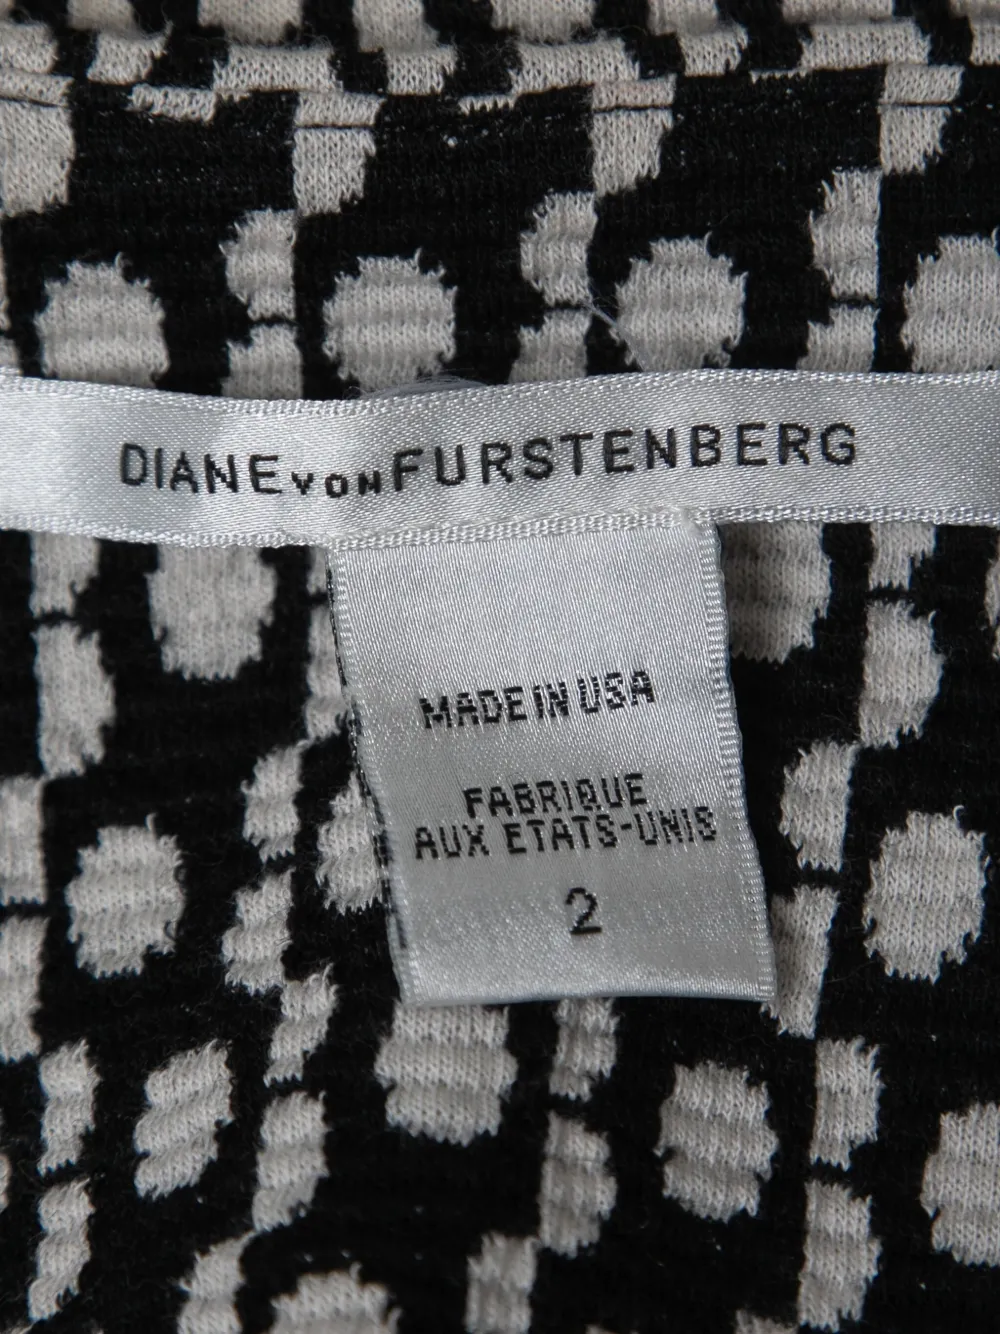 DIANE VON FURSTENBERG
MADE IN USA
FABRIQUE
AUX ETATS-UNIS
2